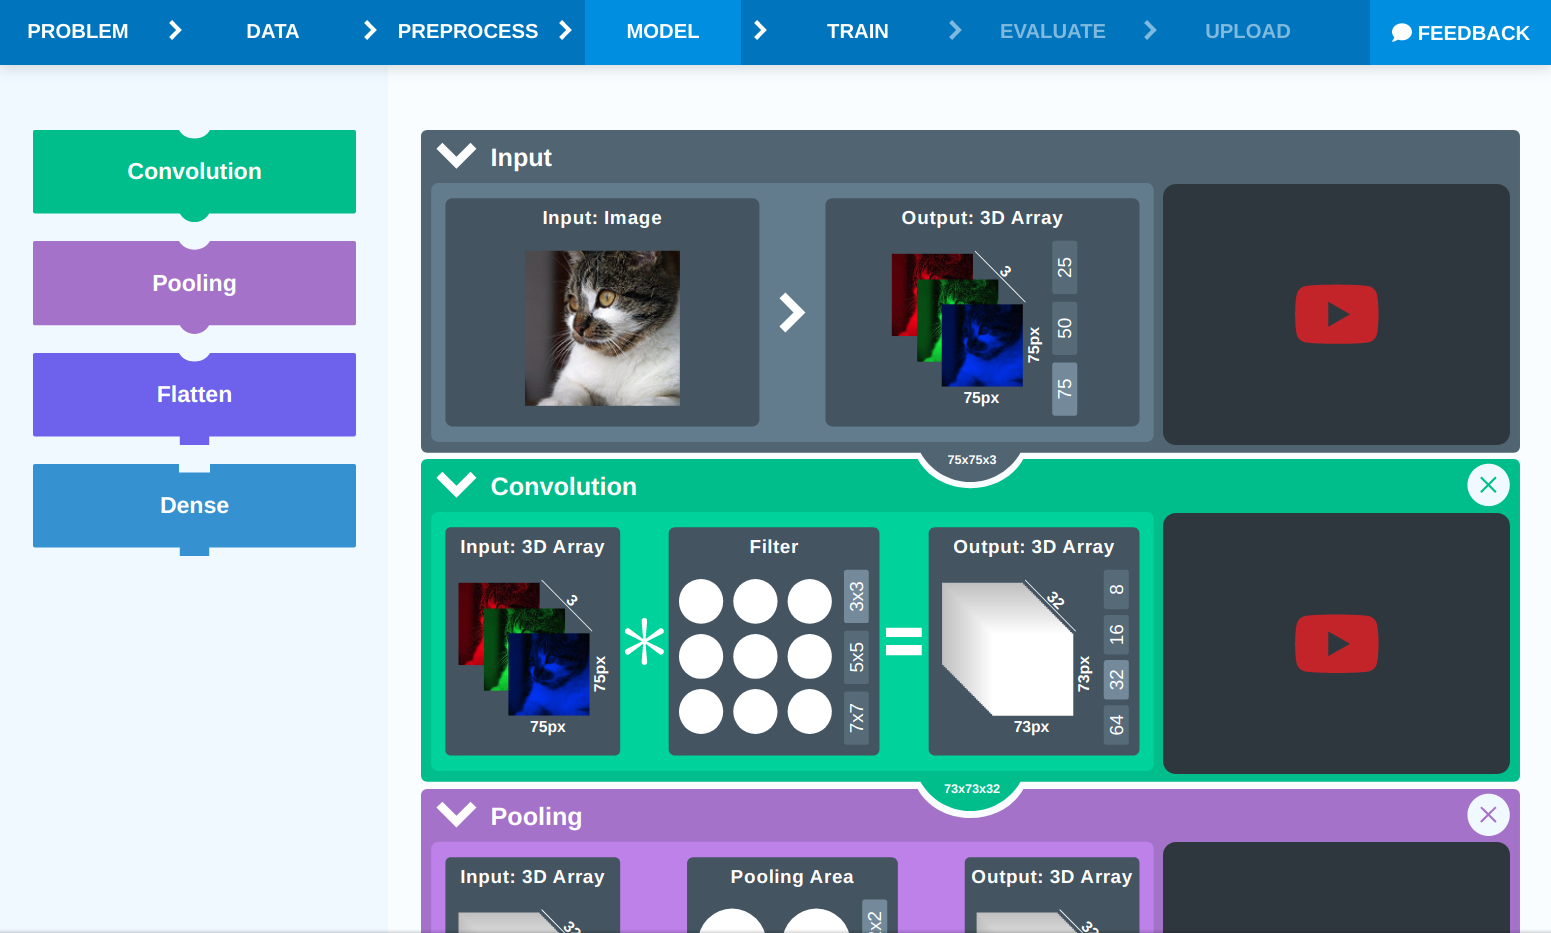 PROBLEM DATA PREPROCESS MODEL TRAIN EVALUATE UPLOAD FEEDBACK
Convolution
Pooling
Flatten
Dense
Input
Input: Image
Output: 3D Array
3
75px
75px
25
50
75
75x75x3
Convolution
Input: 3D Array
3
75px
75px
Filter
3x3
5x5
7x7
Output: 3D Array
32
73px
73px
8
16
32
64
73x73x32
Pooling
Input: 3D Array
32
Pooling Area
Output: 3D Array
32